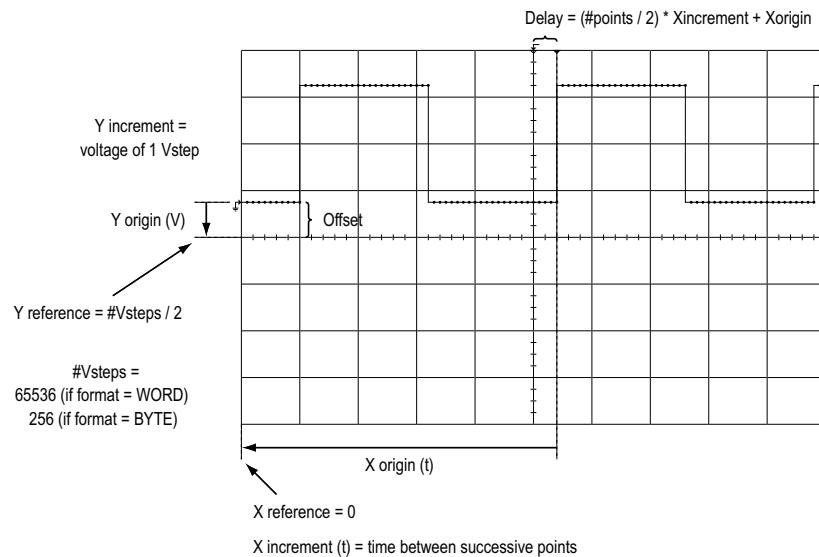 Delay = (#points / 2) * Xincrement + Xorigin
Y increment =
voltage of 1 Vstep
Y origin (V)
Offset
Y reference = #Vsteps / 2
#Vsteps =
65536 (if format = WORD)
256 (if format = BYTE)
X origin (t)
X reference = 0
X increment (t) = time between successive points